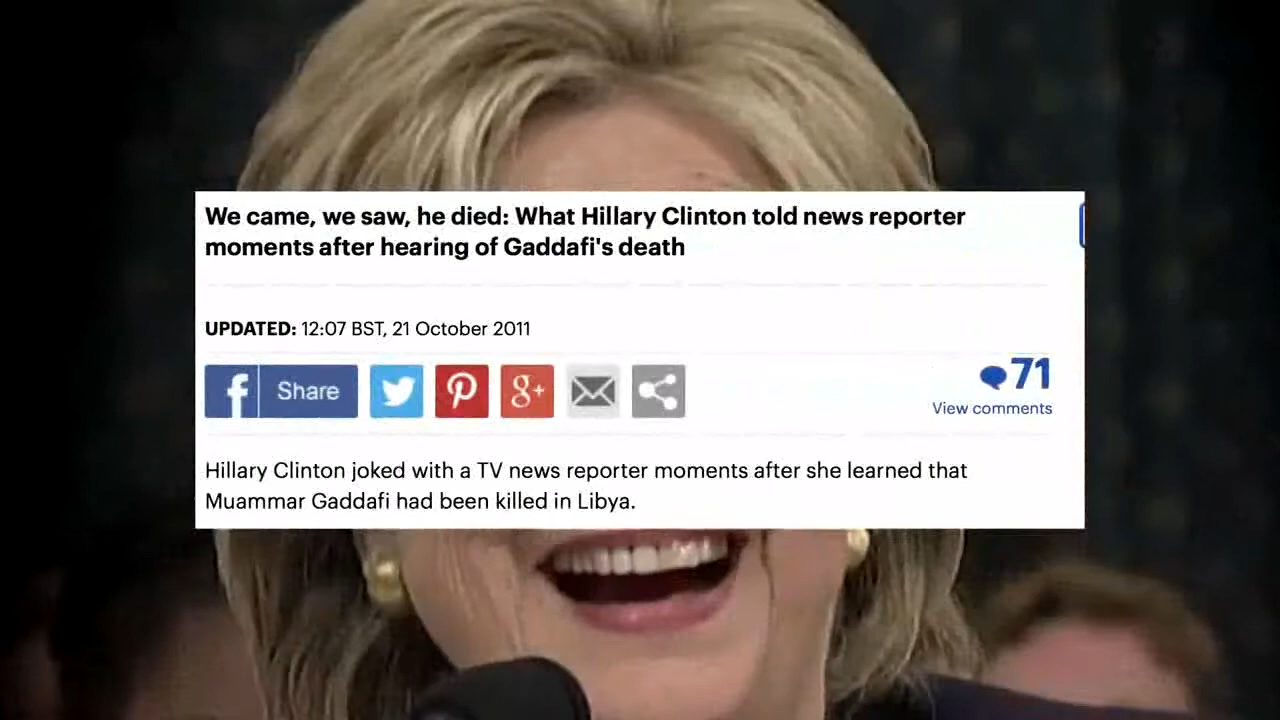 We came, we saw, he died: What Hillary Clinton told news reporter
moments after hearing of Gaddafi's death
UPDATED: 12:07 BST, 21 October 2011
f Share
g+
71
View comments
Hillary Clinton joked with a TV news reporter moments after she learned that
Muammar Gaddafi had been killed in Libya.